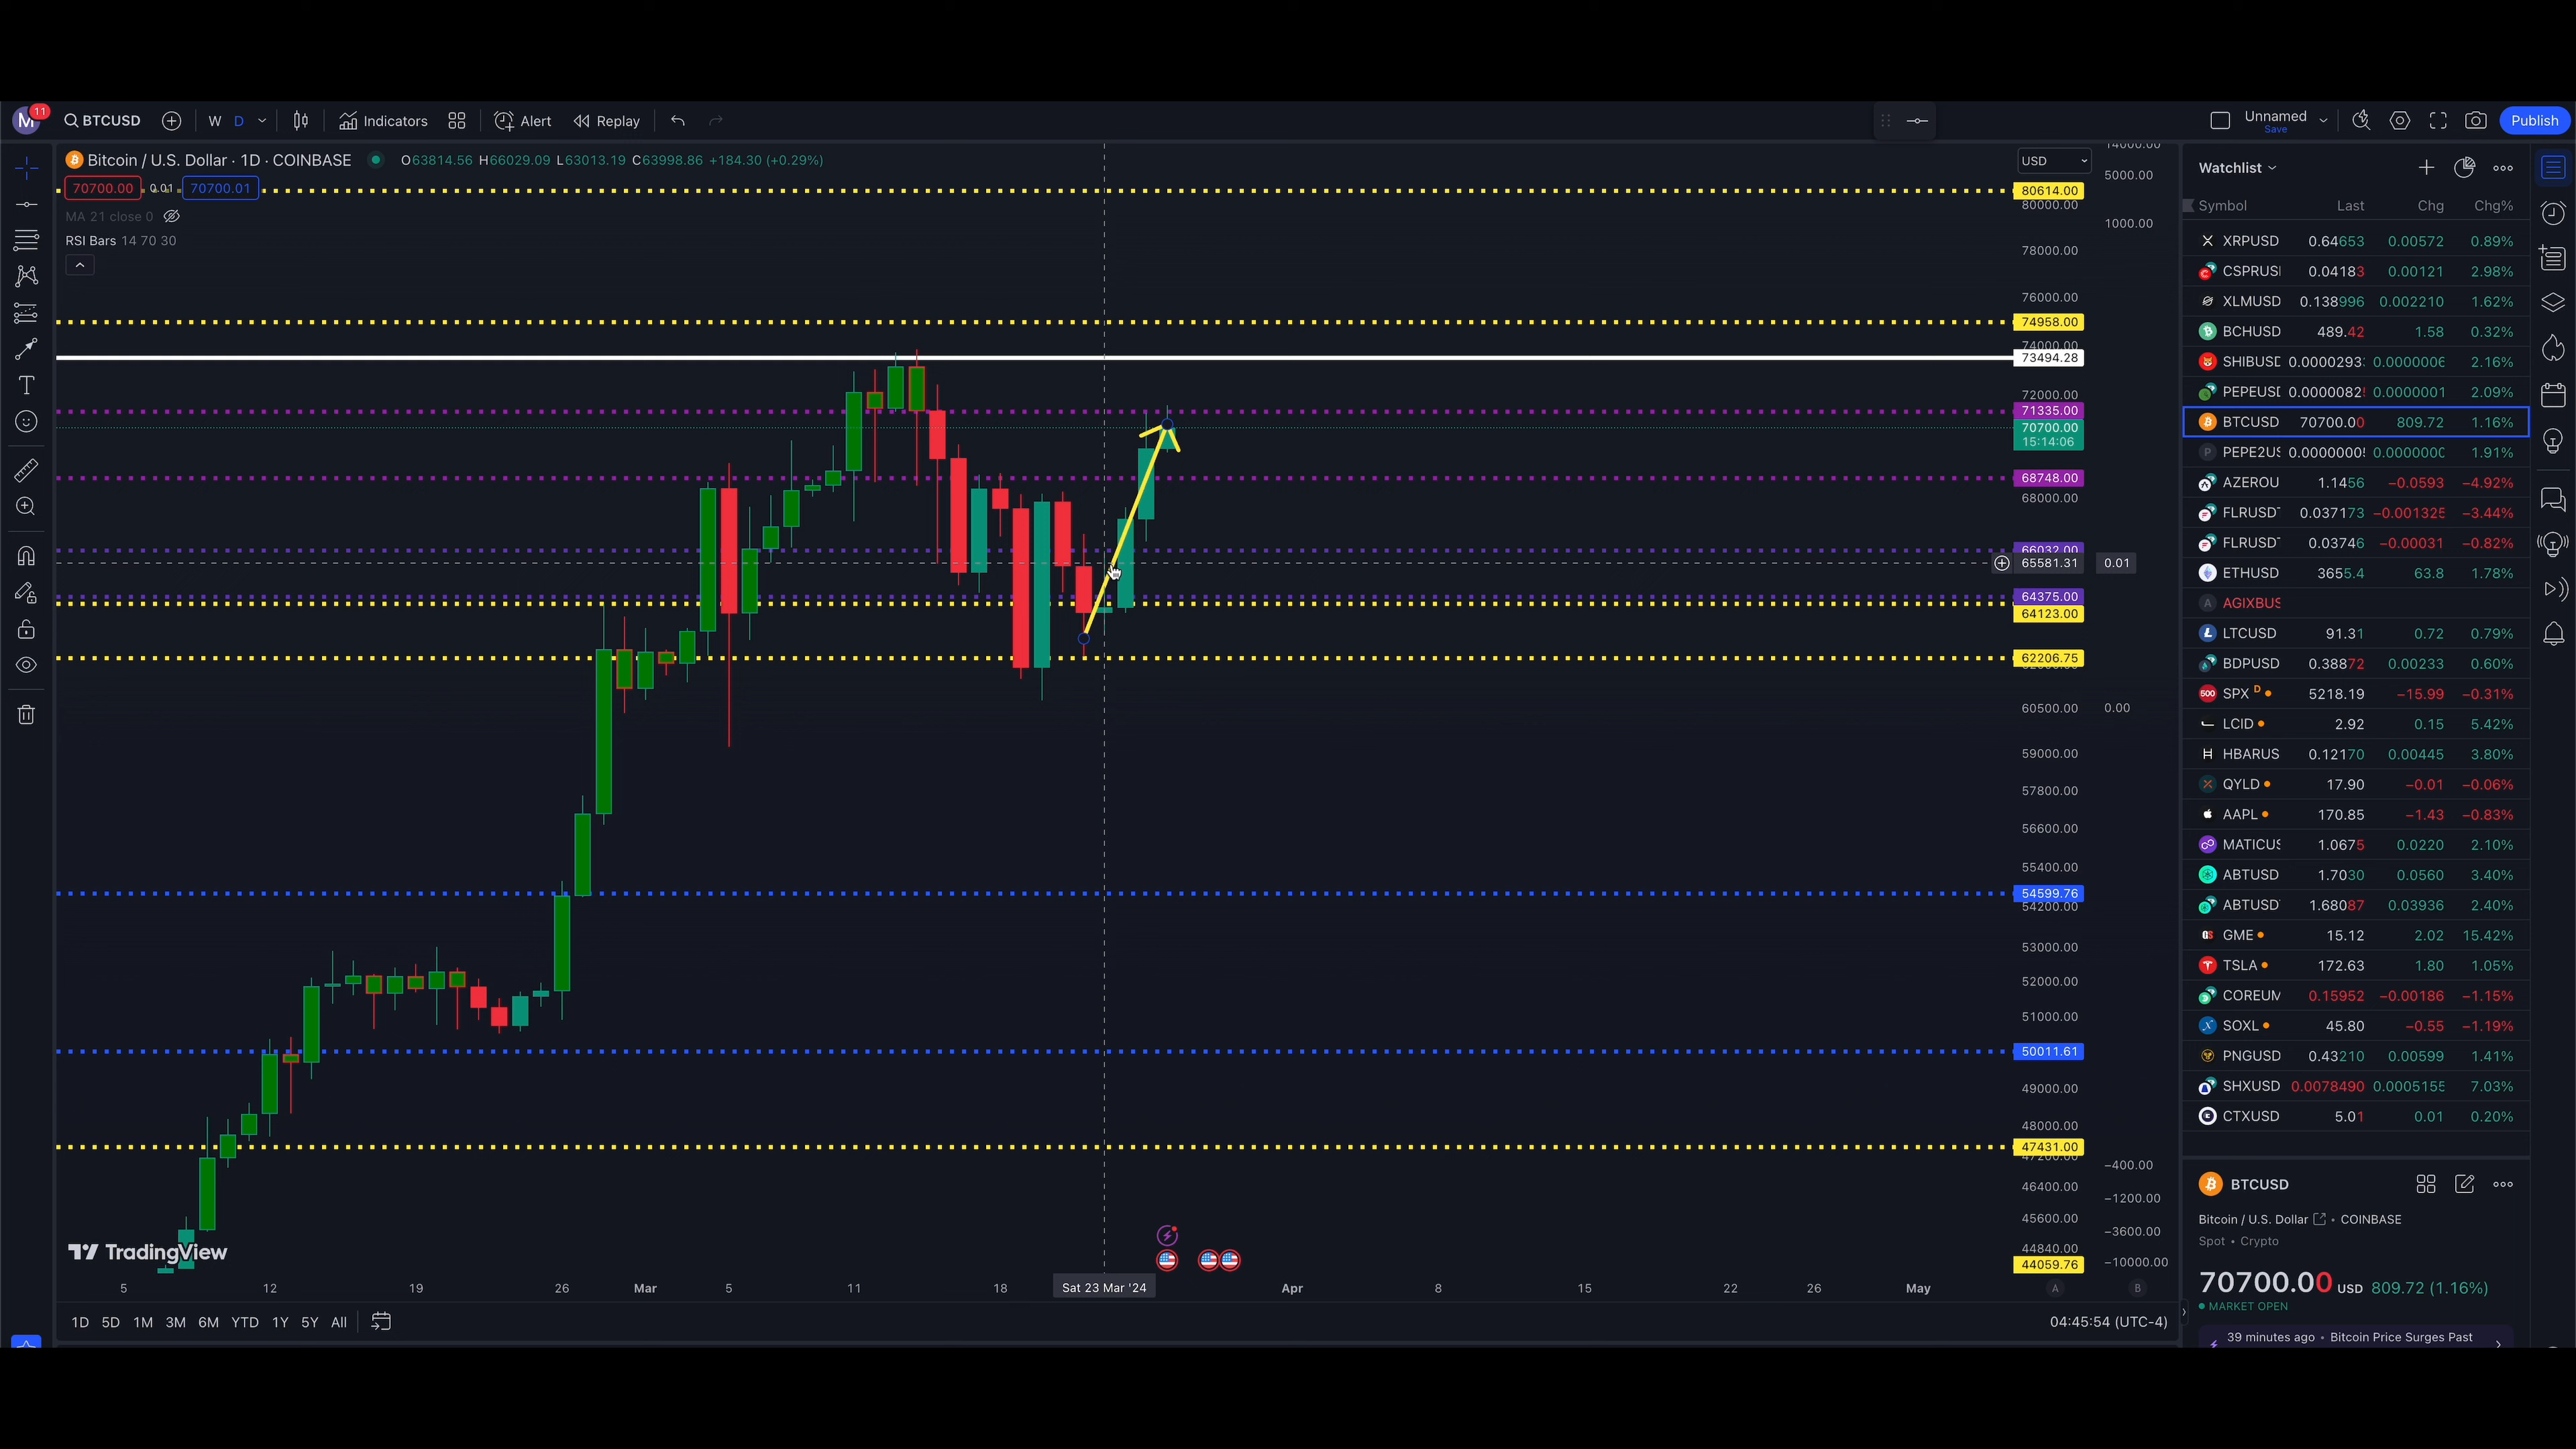 M 11 BTCUSD W D Indicators Alert Replay Unnamed Save Publish
Bitcoin / U.S. Dollar · 1D · COINBASE O63814.56 H66029.09 L63013.19 C63998.86 +184.30 (+0.29%)
70700.00 0.01 70700.01
MA 21 close 0
RSI Bars 14 70 30
USD
80614.00
80000.00
78000.00
76000.00
74958.00
74000.00
73494.28
72000.00
71335.00
70700.00
15:14:06
68748.00
68000.00
66032.00
65581.31 0.01
64375.00
64123.00
62206.75
60500.00 0.00
59000.00
57800.00
56600.00
55400.00
54599.76
54200.00
53000.00
52000.00
51000.00
50011.61
49000.00
48000.00
47431.00
46400.00
45600.00
44840.00
44059.76
5000.00
1000.00
−400.00
−1200.00
−3600.00
−10000.00
TradingView
5 12 19 26 Mar 5 11 18 Sat 23 Mar '24 Apr 8 15 22 26 May A B
1D 5D 1M 3M 6M YTD 1Y 5Y All 04:45:54 (UTC-4)
Watchlist
Symbol Last Chg Chg%
XRPUSD 0.64653 0.00572 0.89%
CSPRUS 0.04183 0.00121 2.98%
XLMUSD 0.138996 0.002210 1.62%
BCHUSD 489.42 1.58 0.32%
SHIBUSD 0.0000293 0.0000006 2.16%
PEPEUSD 0.00000082 0.0000001 2.09%
BTCUSD 70700.00 809.72 1.16%
PEPE2US 0.0000000 0.0000000 1.91%
AZEROU 1.1456 −0.0593 −4.92%
FLRUSD 0.037173 −0.001325 −3.44%
FLRUSD 0.03746 −0.00031 −0.82%
ETHUSD 3655.4 63.8 1.78%
AGIXBUS
LTCUSD 91.31 0.72 0.79%
BDPUSD 0.38872 0.00233 0.60%
SPX D 5218.19 −15.99 −0.31%
LCID 2.92 0.15 5.42%
HBARUS 0.12170 0.00445 3.80%
QYLD 17.90 −0.01 −0.06%
AAPL 170.85 −1.43 −0.83%
MATICUS 1.0675 0.0220 2.10%
ABTUSD 1.7030 0.0560 3.40%
ABTUSD 1.68087 0.03936 2.40%
GME 15.12 2.02 15.42%
TSLA 172.63 1.80 1.05%
COREUM 0.15952 −0.00186 −1.15%
SOXL 45.80 −0.55 −1.19%
PNGUSD 0.43210 0.00599 1.41%
SHXUSD 0.0078490 0.0005155 7.03%
CTXUSD 5.01 0.01 0.20%
BTCUSD
Bitcoin / U.S. Dollar • COINBASE
Spot • Crypto
70700.00 USD 809.72 (1.16%)
MARKET OPEN
39 minutes ago • Bitcoin Price Surges Past